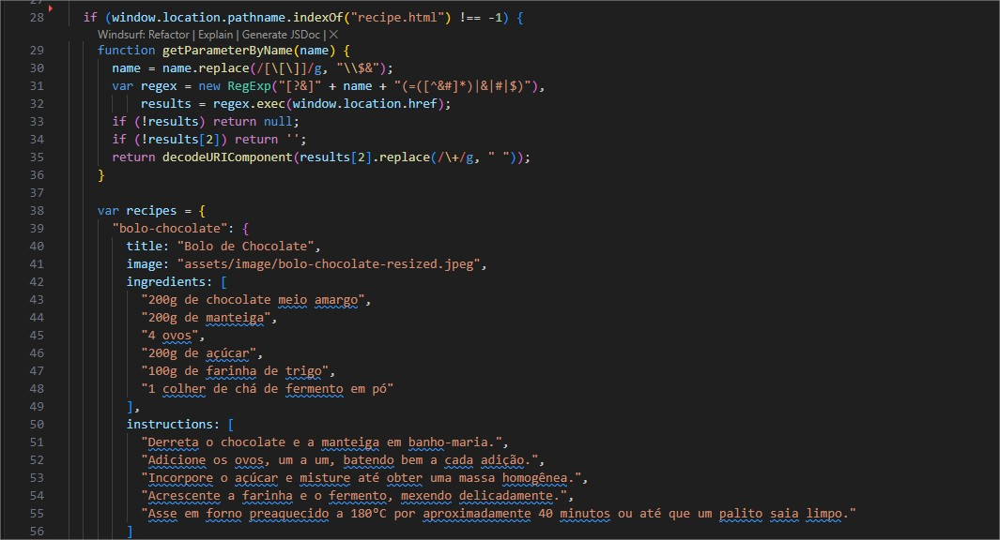 27
28 if (window.location.pathname.indexOf("recipe.html") !== -1) {
Windsurf: Refactor | Explain | Generate JSDoc | X
29 function getParameterByName(name) {
30 name = name.replace(/[\[\]]/g, "\\$&");
31 var regex = new RegExp("[?&]" + name + "(=([^&#]*)|&|#|$)"),
32 results = regex.exec(window.location.href);
33 if (!results) return null;
34 if (!results[2]) return '';
35 return decodeURIComponent(results[2].replace(/\+/g, " "));
36 }
37
38 var recipes = {
39 "bolo-chocolate": {
40 title: "Bolo de Chocolate",
41 image: "assets/image/bolo-chocolate-resized.jpeg",
42 ingredients: [
43 "200g de chocolate meio amargo",
44 "200g de manteiga",
45 "4 ovos",
46 "200g de açúcar",
47 "100g de farinha de trigo",
48 "1 colher de chá de fermento em pó"
49 ],
50 instructions: [
51 "Derreta o chocolate e a manteiga em banho-maria.",
52 "Adicione os ovos, um a um, batendo bem a cada adição.",
53 "Incorpore o açúcar e misture até obter uma massa homogênea.",
54 "Acrescente a farinha e o fermento, mexendo delicadamente.",
55 "Asse em forno preaquecido a 180ºC por aproximadamente 40 minutos ou até que um palito saia limpo."
56 ]